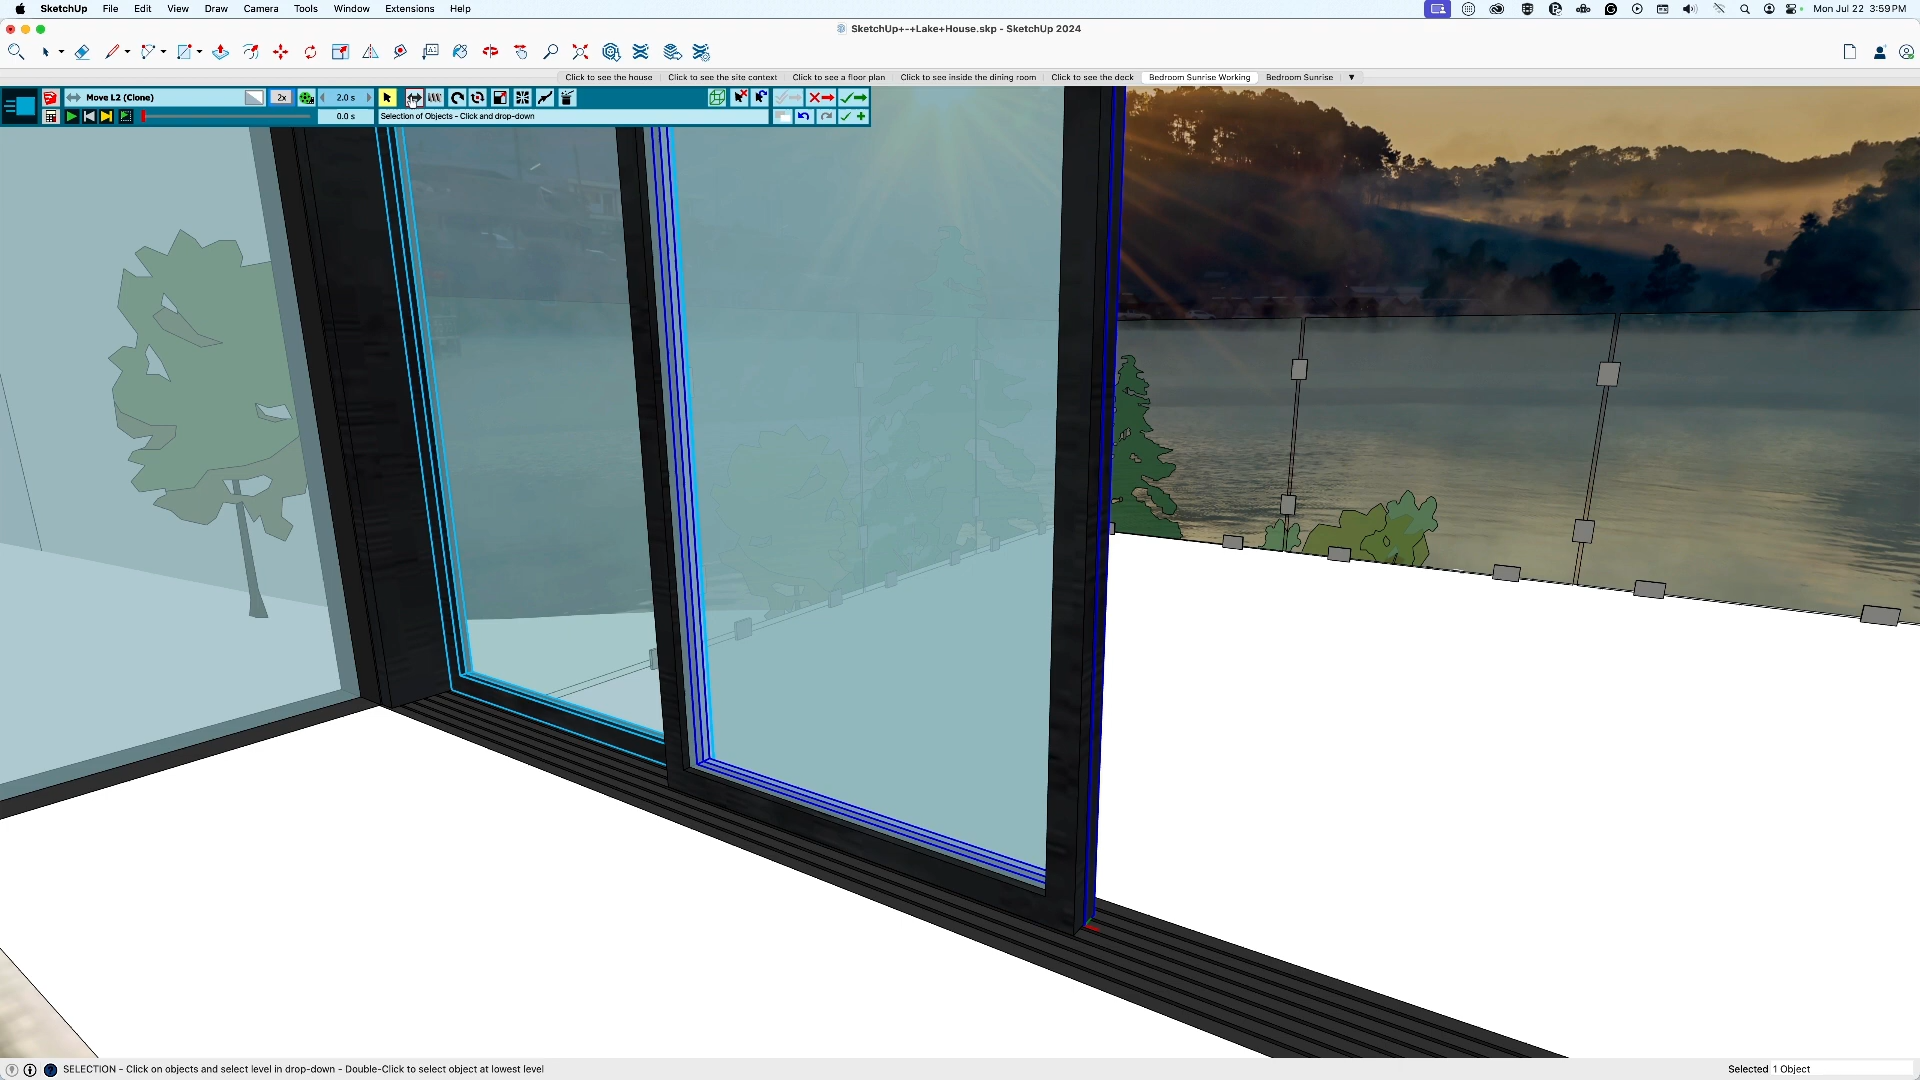 SketchUp File Edit View Draw Camera Tools Window Extensions Help
Mon Jul 22 3:59 PM
SketchUp+-+Lake+House.skp - SketchUp 2024
Click to see the house Click to see the site context Click to see a floor plan Click to see inside the dining room Click to see the deck Bedroom Sunrise Working Bedroom Sunrise
Move L2 (Clone) 2x 2.0 s
0.0 s Selection of Objects - Click and drop-down
SELECTION - Click on objects and select level in drop-down - Double-Click to select object at lowest level
Selected 1 Object